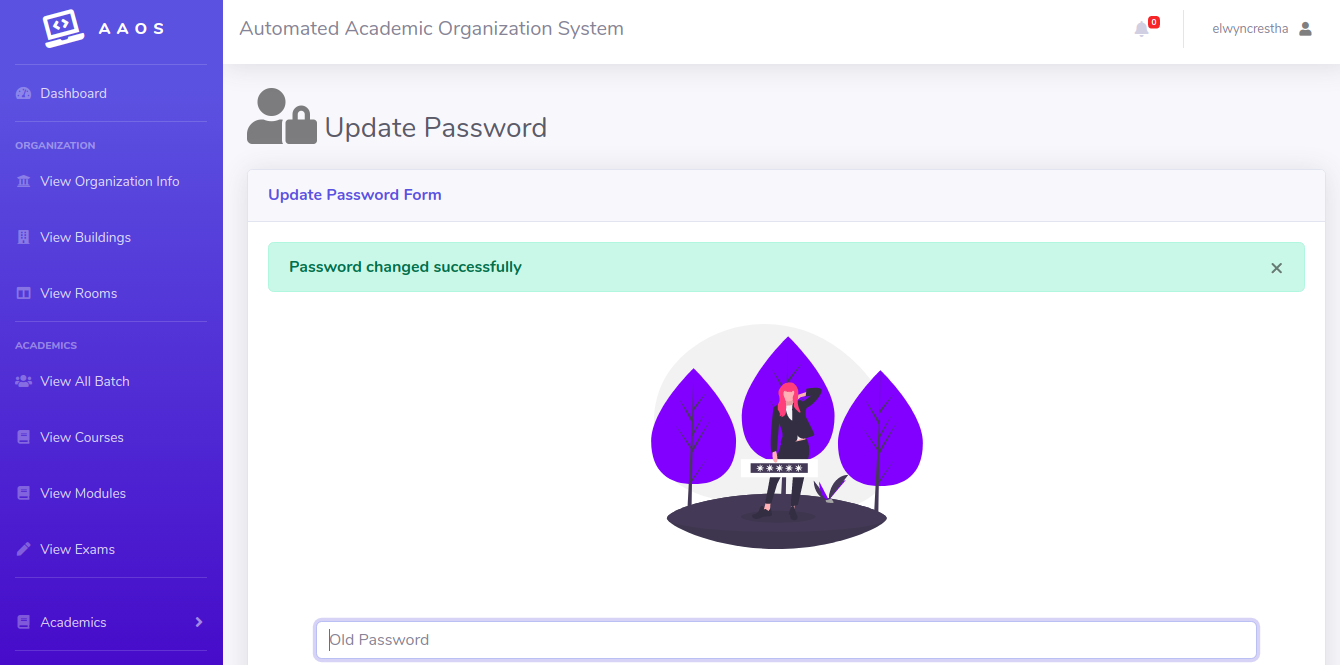 AAOS
Automated Academic Organization System
0
elwyncrestha
Dashboard
ORGANIZATION
View Organization Info
View Buildings
View Rooms
ACADEMICS
View All Batch
View Courses
View Modules
View Exams
Academics
Update Password
Update Password Form
Password changed successfully
×
*****
Old Password